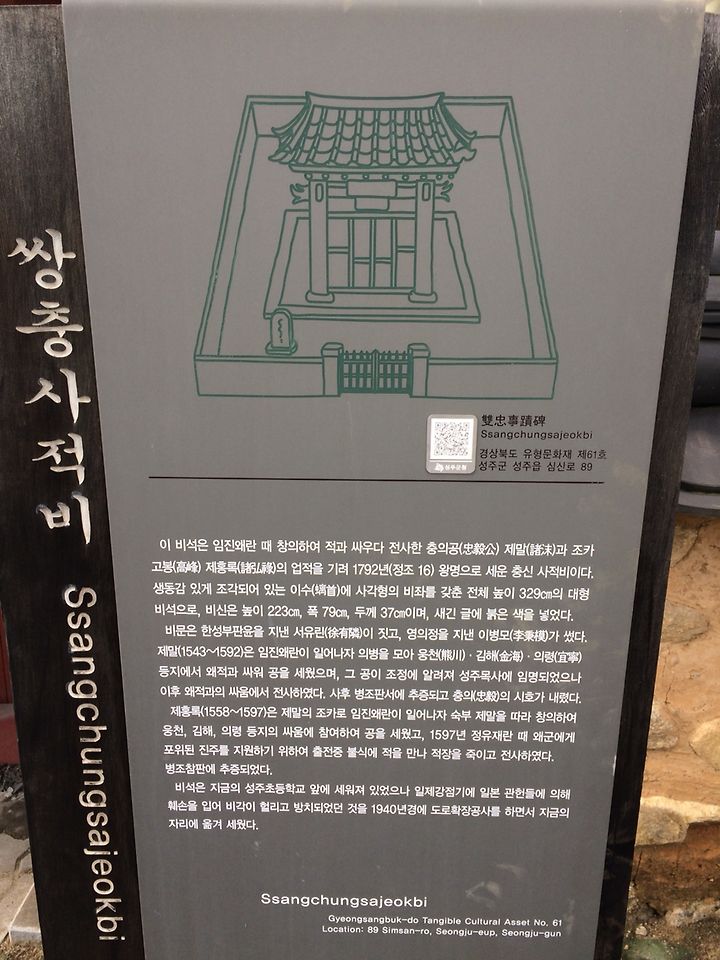 쌍충사적비 Ssangchungsajeokbi
雙忠事蹟碑
Ssangchungsajeokbi
경상북도 유형문화재 제61호
성주군 성주읍 심산로 89
성주군청
이 비석은 임진왜란 때 창의하여 적과 싸우다 전사한 충의공(忠毅公) 제말(諸沫)과 조카
고봉(高峰) 제홍록(諸弘祿)의 업적을 기려 1792년(정조 16) 왕명으로 세운 충신 사적비이다.
생동감 있게 조각되어 있는 이수(螭首)에 사각형의 비좌를 갖춘 전체 높이 329㎝의 대형
비석으로, 비신은 높이 223㎝, 폭 79㎝, 두께 37㎝이며, 새긴 글에 붉은 색을 넣었다.
비문은 한성부판윤을 지낸 서유린(徐有隣)이 짓고, 영의정을 지낸 이병모(李秉模)가 썼다.
제말(1543~1592)은 임진왜란이 일어나자 의병을 모아 웅천(熊川)·김해(金海)·의령(宜寧)
등지에서 왜적과 싸워 공을 세웠으며, 그 공이 조정에 알려져 성주목사에 임명되었으나
이후 왜적과의 싸움에서 전사하였다. 사후 병조판서에 추증되고 충의(忠毅)의 시호가 내렸다.
제홍록(1558~1597)은 제말의 조카로 임진왜란이 일어나자 숙부 제말을 따라 창의하여
웅천, 김해, 의령 등지의 싸움에 참여하여 공을 세웠고, 1597년 정유재란 때 왜군에게
포위된 진주를 지원하기 위하여 출전중 불시에 적을 만나 적장을 죽이고 전사하였다.
병조참판에 추증되었다.
비석은 지금의 성주초등학교 앞에 세워져 있었으나 일제강점기에 일본 관헌들에 의해
훼손을 입어 비각이 헐리고 방치되었던 것을 1940년경에 도로확장공사를 하면서 지금의
자리에 옮겨 세웠다.
Ssangchungsajeokbi
Gyeongsangbuk-do Tangible Cultural Asset No. 61
Location: 89 Simsan-ro, Seongju-eup, Seongju-gun